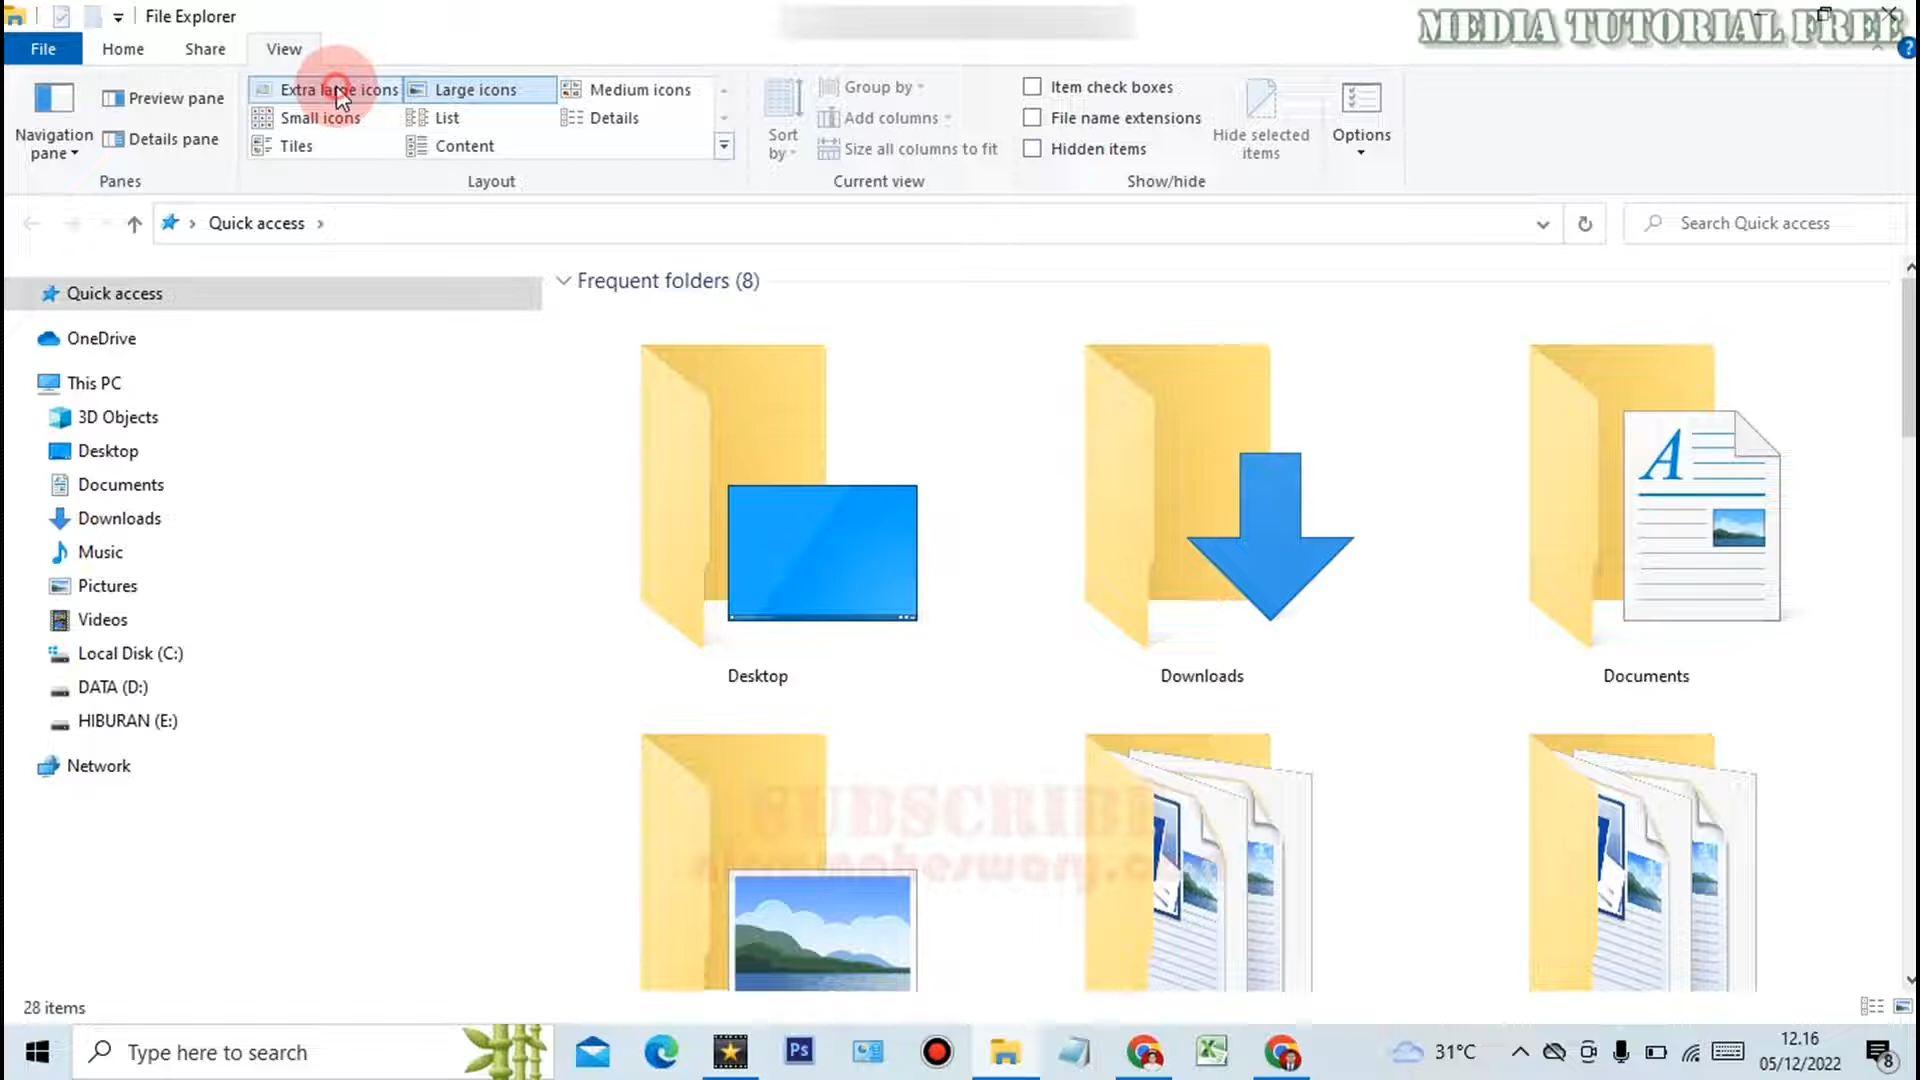 File Explorer
MEDIA TUTORIAL FREE
File Home Share View
Extra large icons Large icons Medium icons
Small icons List Details
Tiles Content
Preview pane
Details pane
Navigation
pane
Sort
by
Group by
Add columns
Size all columns to fit
Item check boxes
File name extensions
Hidden items
Hide selected
items
Options
Panes Layout Current view Show/hide
Quick access
Search Quick access
Quick access
OneDrive
This PC
3D Objects
Desktop
Documents
Downloads
Music
Pictures
Videos
Local Disk (C:)
DATA (D:)
HIBURAN (E:)
Network
Frequent folders (8)
Desktop Downloads Documents
SUBSCRIBE
28 items
Type here to search
Ps
31°C
12.16
05/12/2022
8